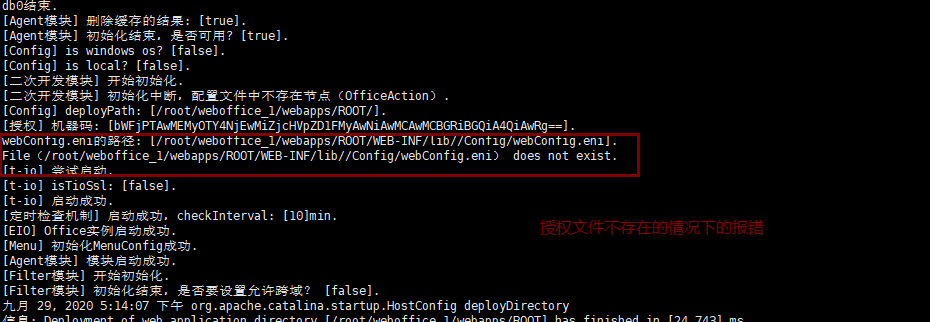 db0结束.
[Agent模块] 删除缓存的结果: [true].
[Agent模块] 初始化结束, 是否可用? [true].
[Config] is windows os? [false].
[Config] is local? [false].
[二次开发模块] 开始初始化.
[二次开发模块] 初始化中断, 配置文件中不存在节点（OfficeAction）.
[Config] deployPath: [/root/weboffice_1/webapps/ROOT/].
[授权] 机器码: [bWFjPTAwMEMyOTY4NjEwMiZjcHVpZD1FMyAwNiAwMCAwMCBGRiBGQiA4QiAwRg==].
webConfig.eni的路径: [/root/weboffice_1/webapps/ROOT/WEB-INF/lib//Config/webConfig.eni].
File（/root/weboffice_1/webapps/ROOT/WEB-INF/lib//Config/webConfig.eni） does not exist.
[t-io] 尝试启动.
[t-io] isTioSsl: [false].
[t-io] 启动成功.
[定时检查机制] 启动成功, checkInterval: [10]min.
[EIO] Office实例启动成功.
授权文件不存在的情况下的报错
[Menu] 初始化MenuConfig成功.
[Agent模块] 模块启动成功.
[Filter模块] 开始初始化.
[Filter模块] 初始化结束, 是否要设置允许跨域? [false].
九月 29, 2020 5:14:07 下午 org.apache.catalina.startup.HostConfig deployDirectory
信息: Deployment of web application directory [/root/weboffice_1/webapps/ROOT] has finished in [24,743] ms